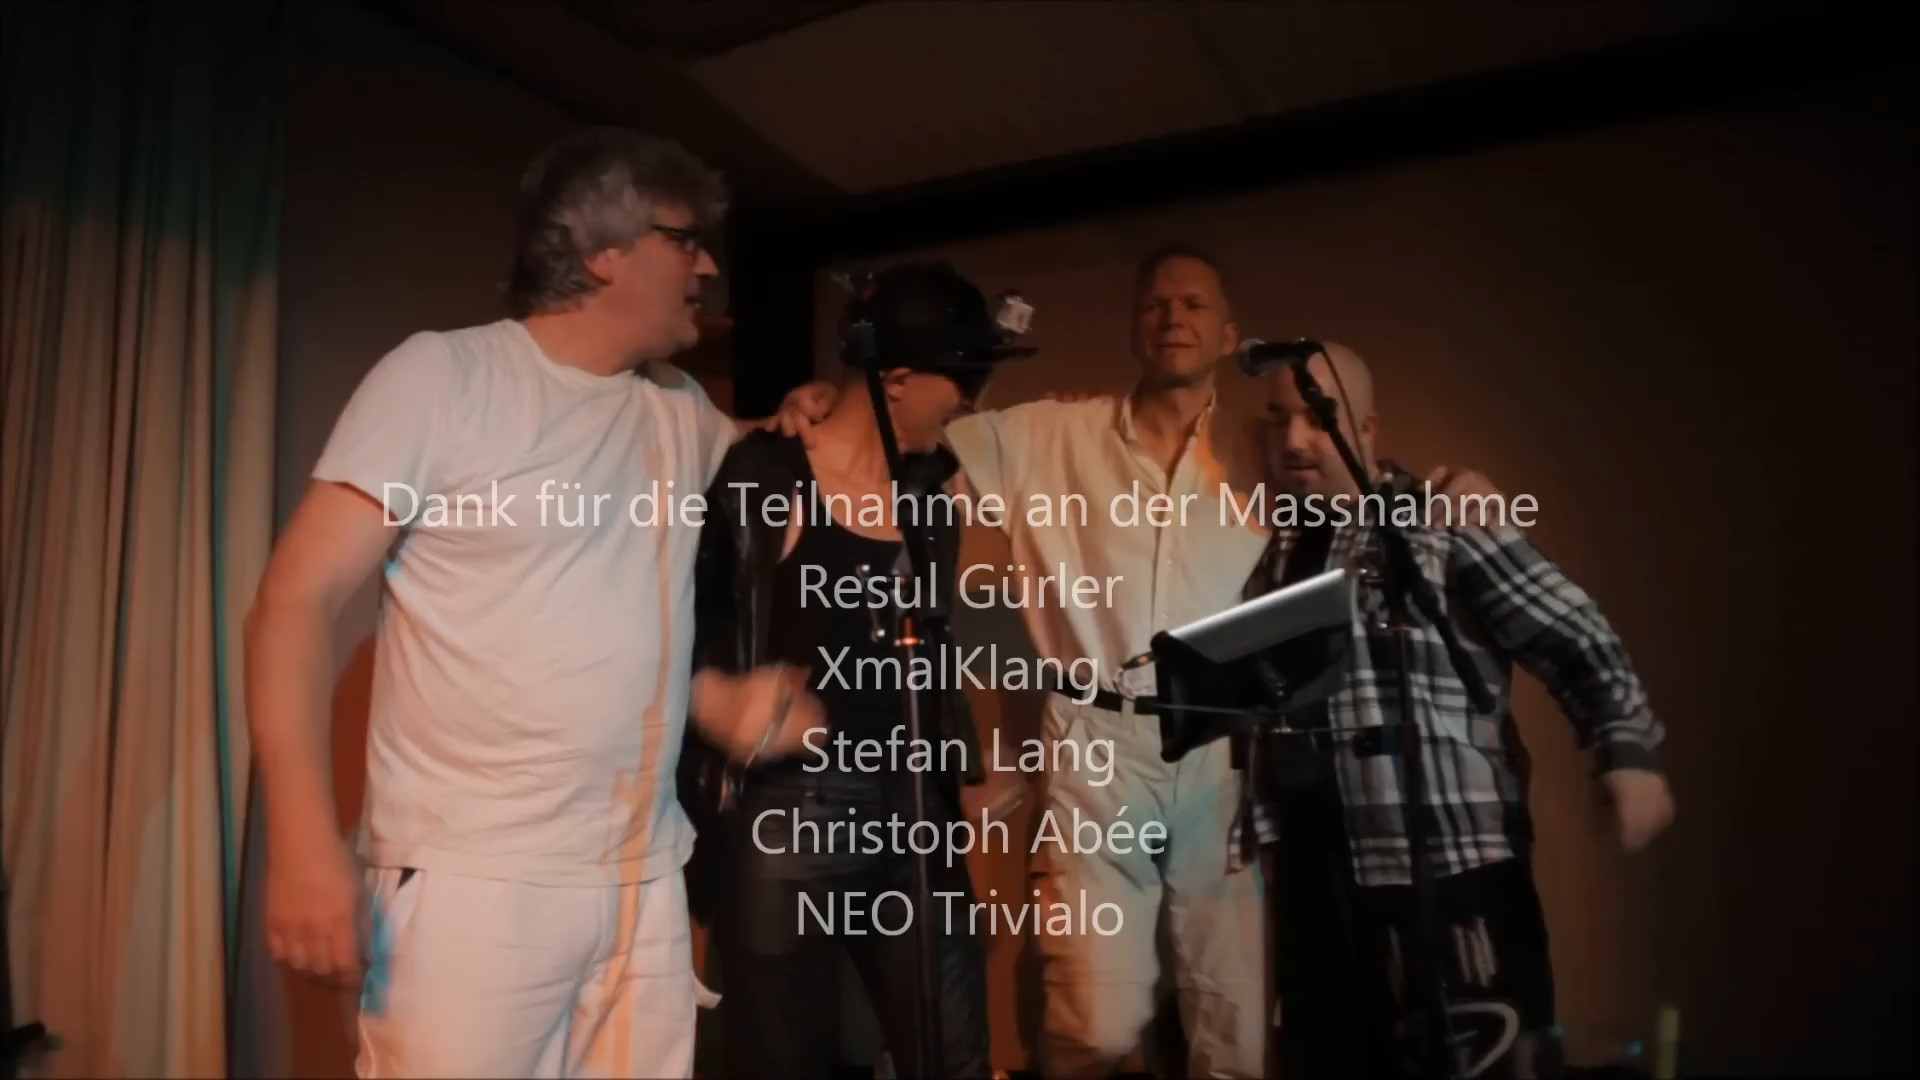 Dank für die Teilnahme an der Massnahme
Resul Gürler
XmalKlang
Stefan Lang
Christoph Abée
NEO Trivialo